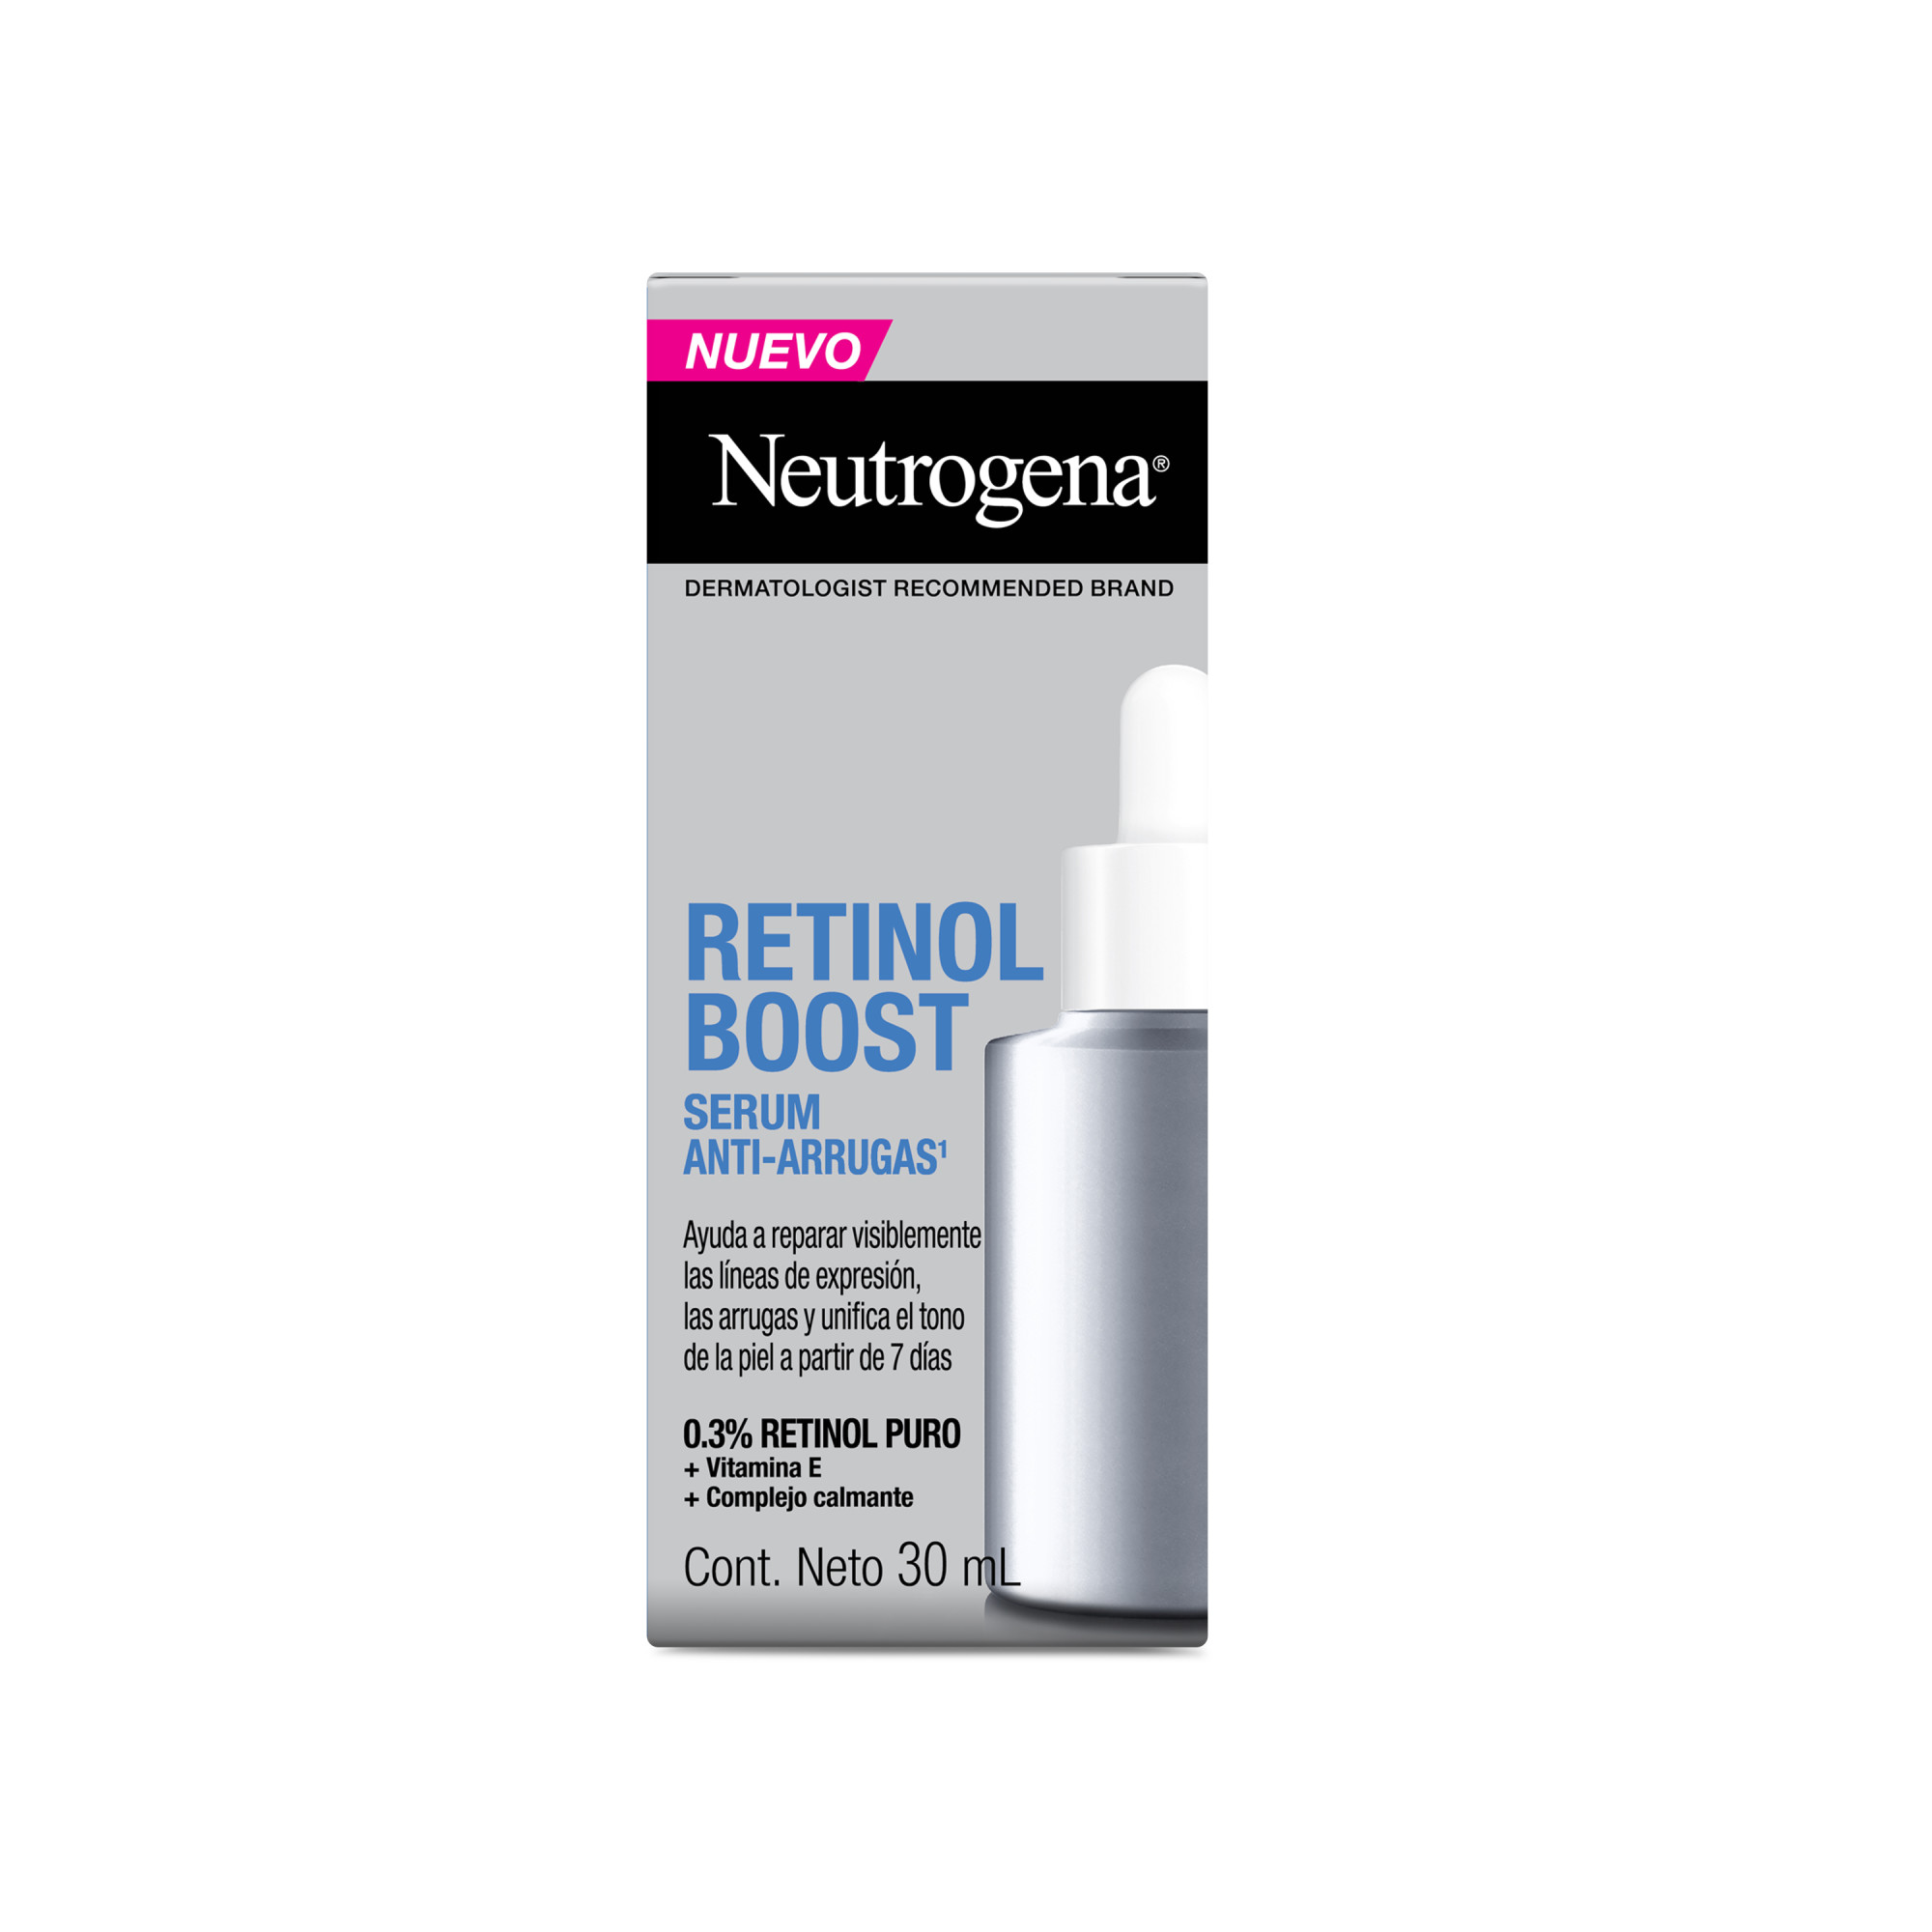 NUEVO
Neutrogena®
DERMATOLOGIST RECOMMENDED BRAND
RETINOL
BOOST
SERUM
ANTI-ARRUGAS¹
Ayuda a reparar visiblemente
las líneas de expresión,
las arrugas y unifica el tono
de la piel a partir de 7 días
0.3% RETINOL PURO
+ Vitamina E
+ Complejo calmante
Cont. Neto 30 mL